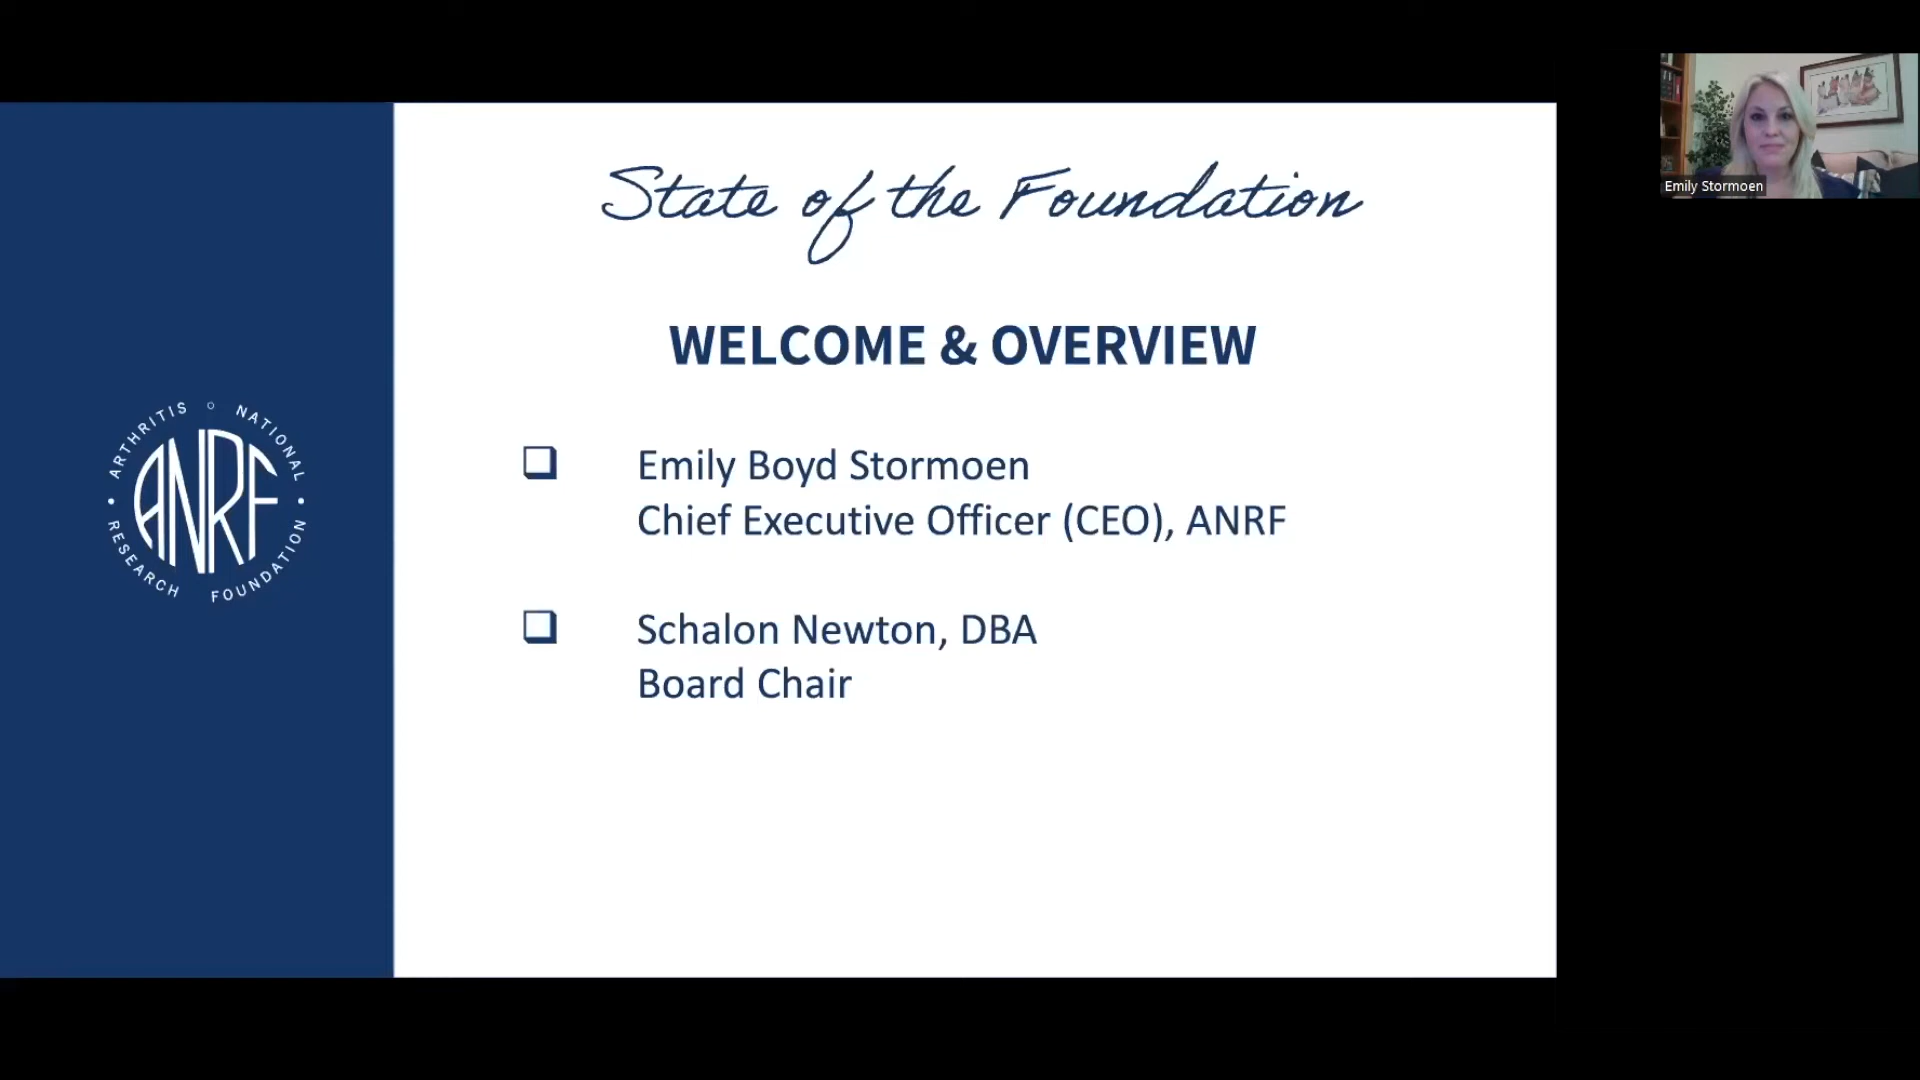 State of the Foundation
WELCOME & OVERVIEW
Emily Boyd Stormoen
Chief Executive Officer (CEO), ANRF
Schalon Newton, DBA
Board Chair
ARTHRITIS NATIONAL
ANRF
RESEARCH FOUNDATION
Emily Stormoen